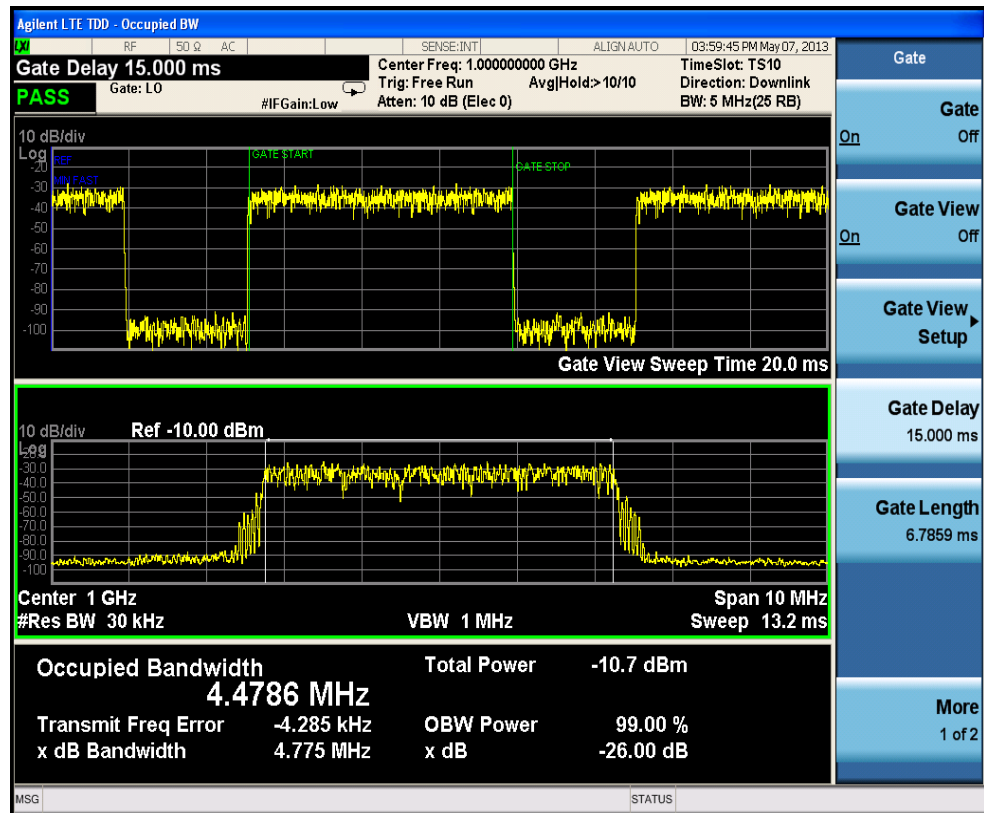 Agilent LTE TDD - Occupied BW
LXI RF 50 Ω AC SENSE:INT ALIGN AUTO 03:59:45 PM May 07, 2013
Gate Delay 15.000 ms
Center Freq: 1.000000000 GHz
TimeSlot: TS10
PASS
Gate: LO
Trig: Free Run
Avg|Hold:>10/10
Direction: Downlink
#IFGain:Low
Atten: 10 dB (Elec 0)
BW: 5 MHz(25 RB)
10 dB/div
Log
REF
MIN FAST
GATE START
GATE STOP
-20
-30
-40
-50
-60
-70
-80
-90
-100
Gate View Sweep Time 20.0 ms
10 dB/div Ref -10.00 dBm
Log
-20.0
-30.0
-40.0
-50.0
-60.0
-70.0
-80.0
-90.0
-100
Center 1 GHz Span 10 MHz
#Res BW 30 kHz VBW 1 MHz Sweep 13.2 ms
Occupied Bandwidth
4.4786 MHz
Total Power -10.7 dBm
Transmit Freq Error -4.285 kHz OBW Power 99.00 %
x dB Bandwidth 4.775 MHz x dB -26.00 dB
MSG STATUS
Gate
Gate
On Off
Gate View
On Off
Gate View
Setup
Gate Delay
15.000 ms
Gate Length
6.7859 ms
More
1 of 2